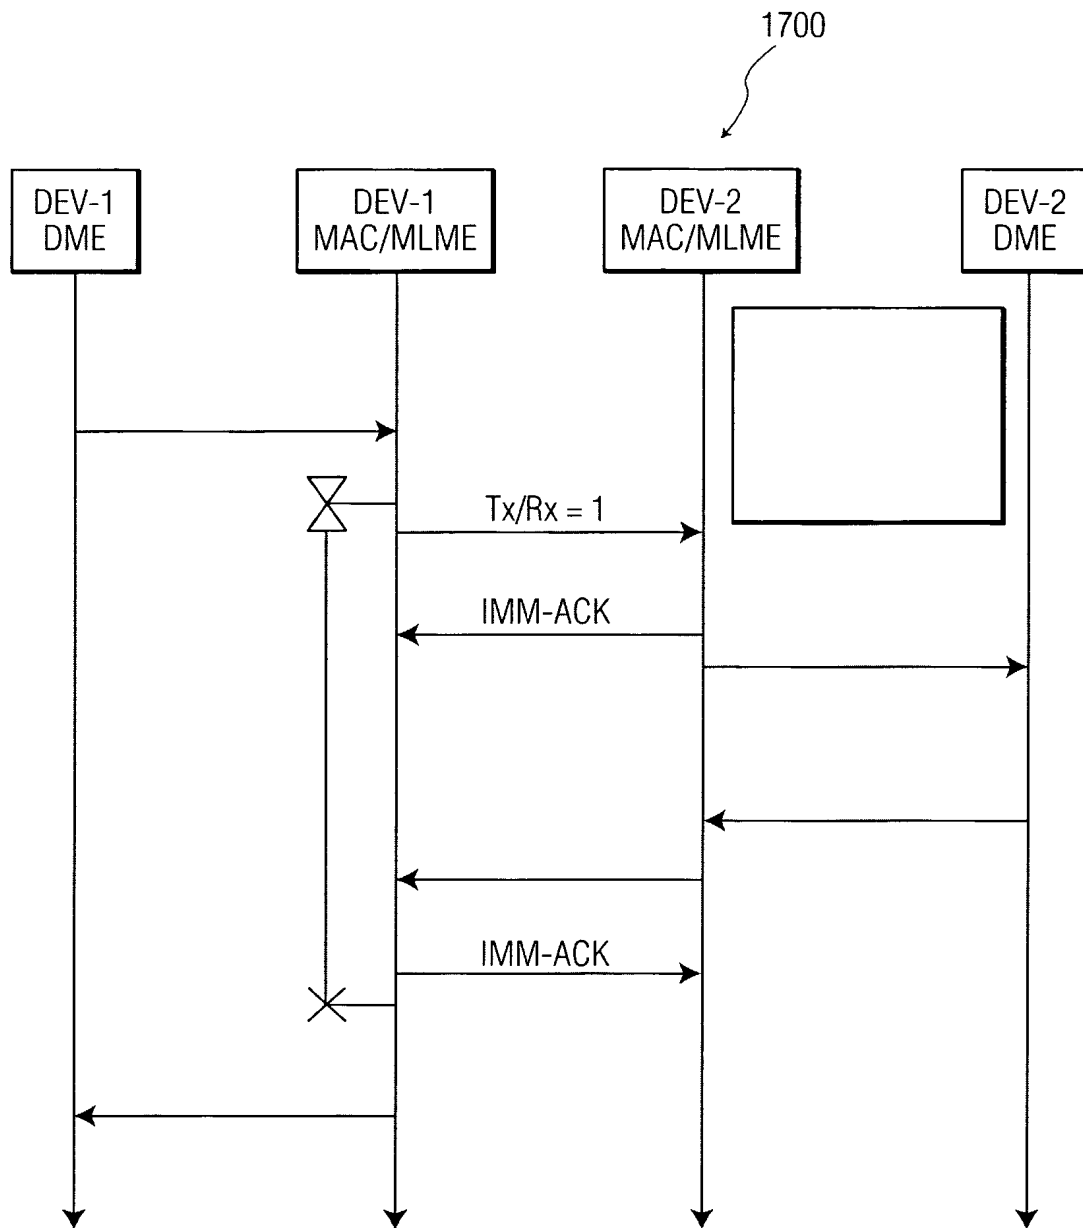 1700
DEV-1
DME
DEV-1
MAC/MLME
DEV-2
MAC/MLME
DEV-2
DME
Tx/Rx = 1
IMM-ACK
IMM-ACK